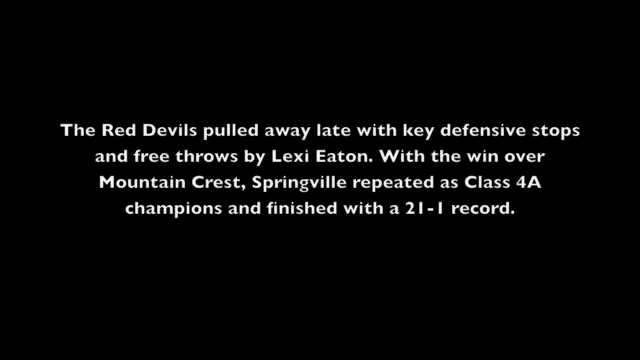 The Red Devils pulled away late with key defensive stops
and free throws by Lexi Eaton. With the win over
Mountain Crest, Springville repeated as Class 4A
champions and finished with a 21-1 record.